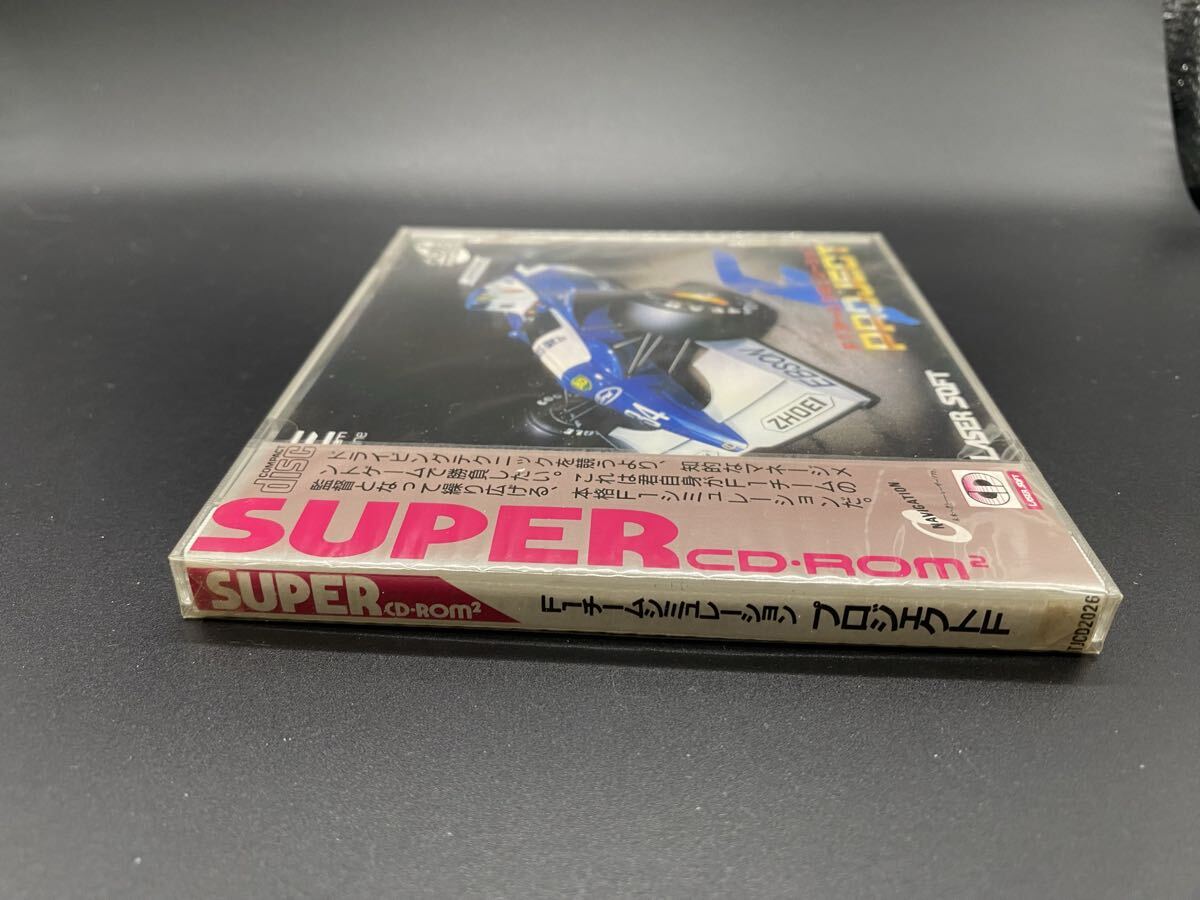 PROJECT
LASER SOFT
EBSON
ZHOEI
34
COMPACT
disc
ドライビングテクニックを競うより、知的なマネージメ
ントゲームで勝負したい。これは君自身がF1チームの
監督となって繰り広げる、本格F1シミュレーションだ。
NAVIGATION
LASER SOFT
SUPER CD-ROM²
SUPER CD-ROM²
F1チームシミュレーション プロジェクトF
TJCD2026